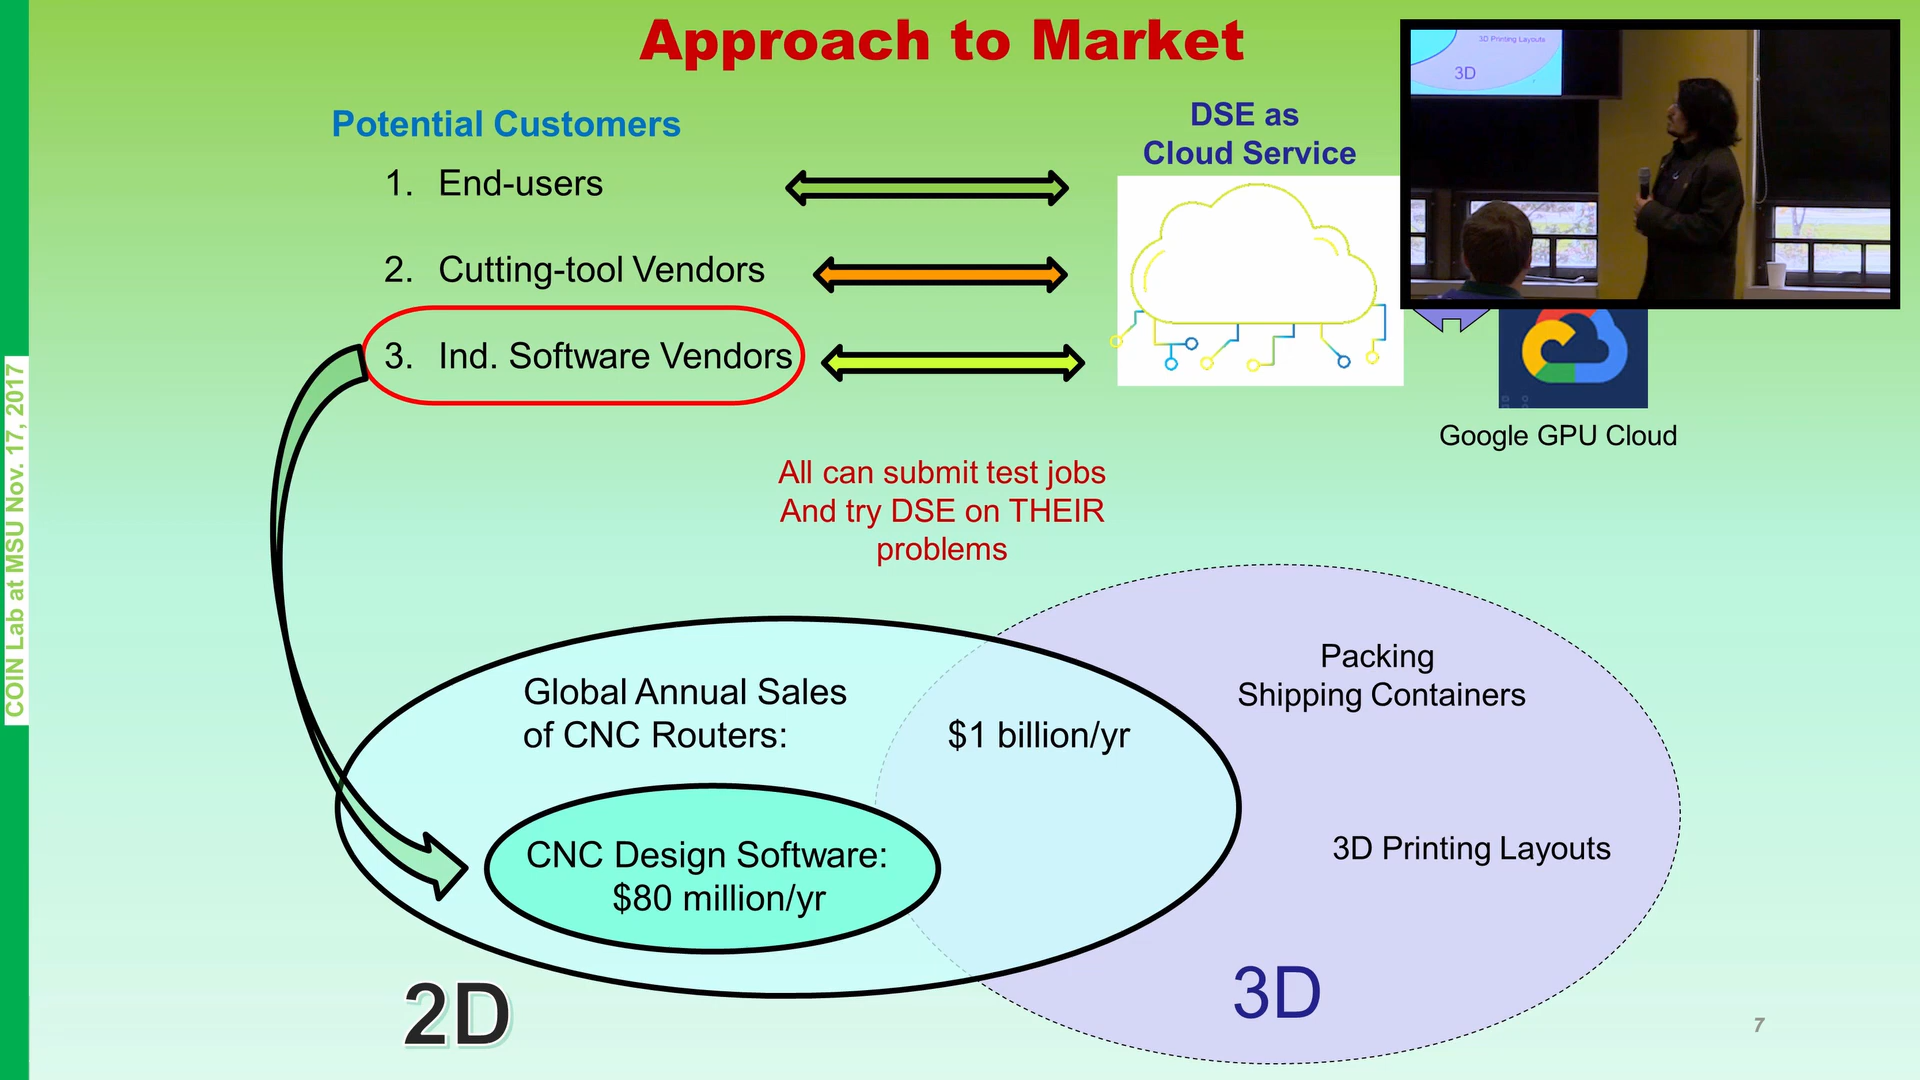 Approach to Market
Potential Customers
1. End-users
2. Cutting-tool Vendors
3. Ind. Software Vendors
DSE as
Cloud Service
3D Printing Layouts
3D
Google GPU Cloud
All can submit test jobs
And try DSE on THEIR
problems
Global Annual Sales
of CNC Routers:
$1 billion/yr
CNC Design Software:
$80 million/yr
Packing
Shipping Containers
3D Printing Layouts
2D
3D
7
COIN Lab at MSU Nov. 17, 2017